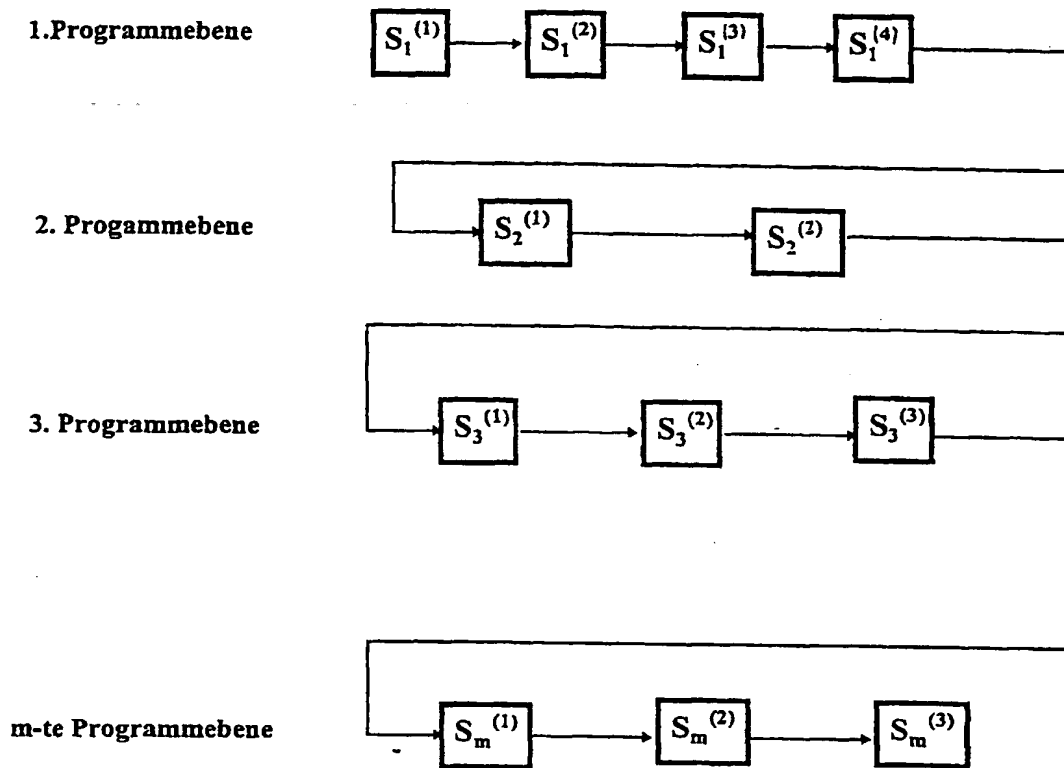 1.Programmebene S₁⁽¹⁾ S₁⁽²⁾ S₁⁽³⁾ S₁⁽⁴⁾
2. Progammebene S₂⁽¹⁾ S₂⁽²⁾
3. Programmebene S₃⁽¹⁾ S₃⁽²⁾ S₃⁽³⁾
m-te Programmebene Sₘ⁽¹⁾ Sₘ⁽²⁾ Sₘ⁽³⁾